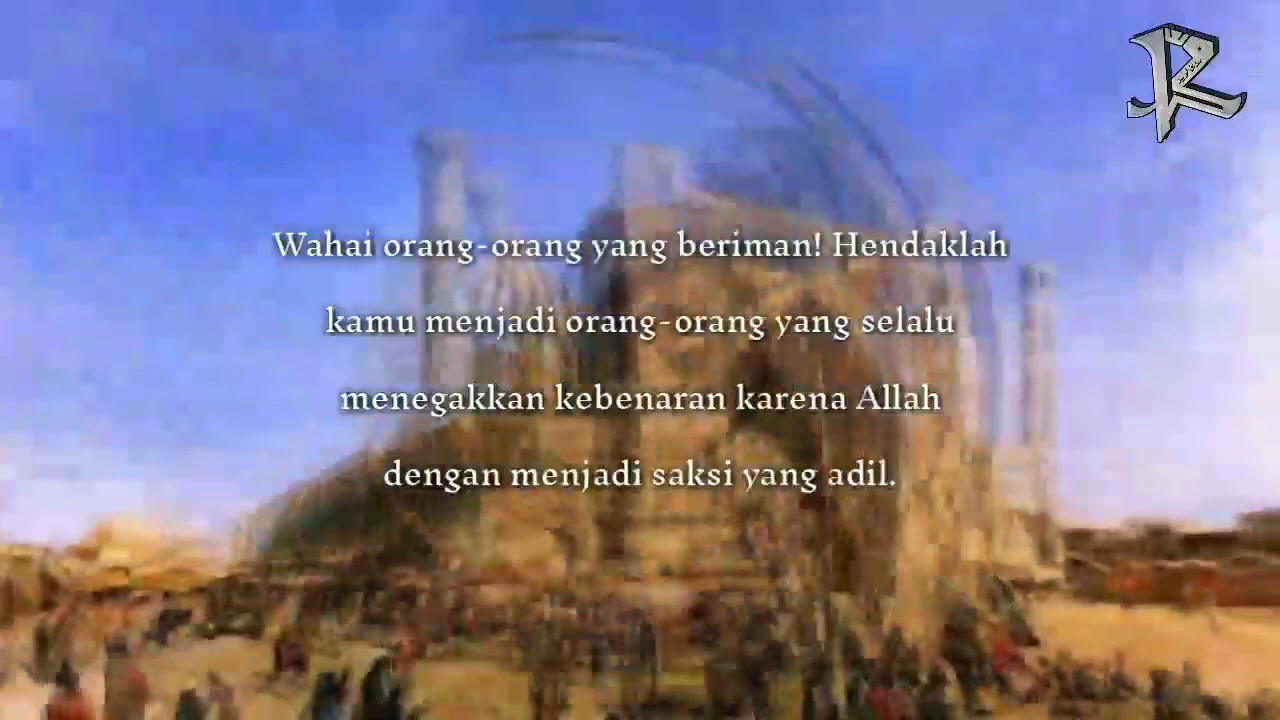 Wahai orang-orang yang beriman! Hendaklah
kamu menjadi orang-orang yang selalu
menegakkan kebenaran karena Allah
dengan menjadi saksi yang adil.